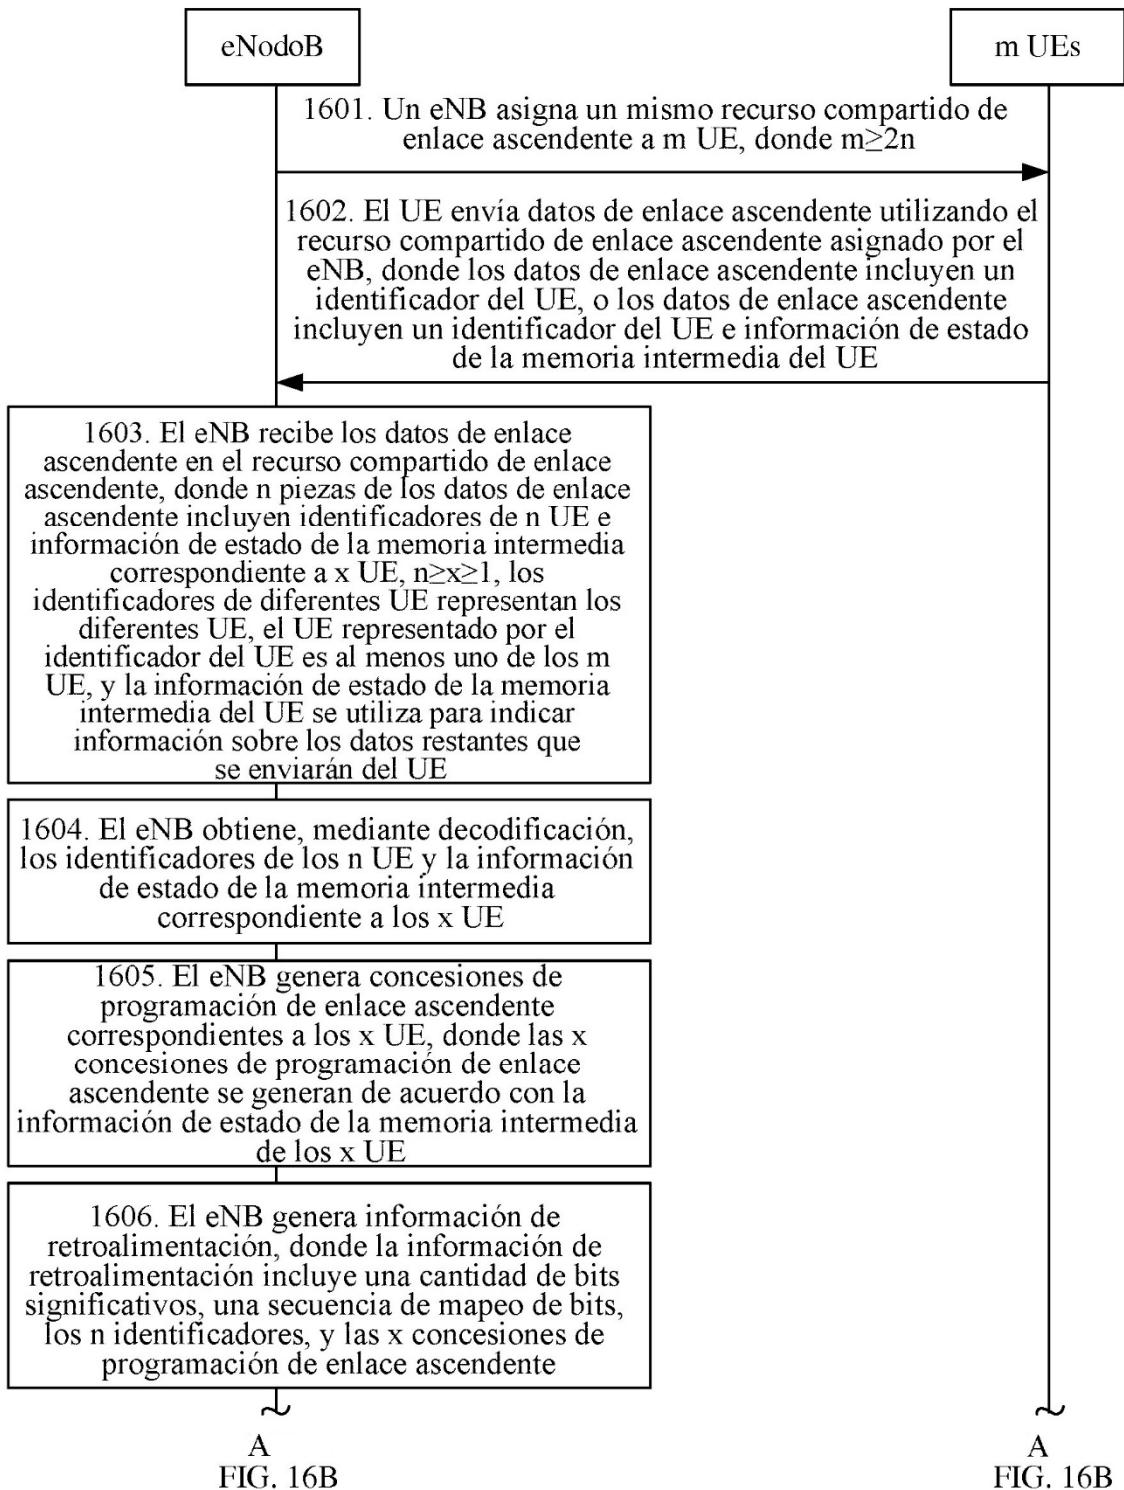 eNodoB
m UEs
1601. Un eNB asigna un mismo recurso compartido de
enlace ascendente a m UE, donde m≥2n
1602. El UE envía datos de enlace ascendente utilizando el
recurso compartido de enlace ascendente asignado por el
eNB, donde los datos de enlace ascendente incluyen un
identificador del UE, o los datos de enlace ascendente
incluyen un identificador del UE e información de estado
de la memoria intermedia del UE
1603. El eNB recibe los datos de enlace
ascendente en el recurso compartido de enlace
ascendente, donde n piezas de los datos de enlace
ascendente incluyen identificadores de n UE e
información de estado de la memoria intermedia
correspondiente a x UE, n≥x≥1, los
identificadores de diferentes UE representan los
diferentes UE, el UE representado por el
identificador del UE es al menos uno de los m
UE, y la información de estado de la memoria
intermedia del UE se utiliza para indicar
información sobre los datos restantes que
se enviarán del UE
1604. El eNB obtiene, mediante decodificación,
los identificadores de los n UE y la información
de estado de la memoria intermedia
correspondiente a los x UE
1605. El eNB genera concesiones de
programación de enlace ascendente
correspondientes a los x UE, donde las x
concesiones de programación de enlace
ascendente se generan de acuerdo con la
información de estado de la memoria intermedia
de los x UE
1606. El eNB genera información de
retroalimentación, donde la información de
retroalimentación incluye una cantidad de bits
significativos, una secuencia de mapeo de bits,
los n identificadores, y las x concesiones de
programación de enlace ascendente
A
FIG. 16B
A
FIG. 16B